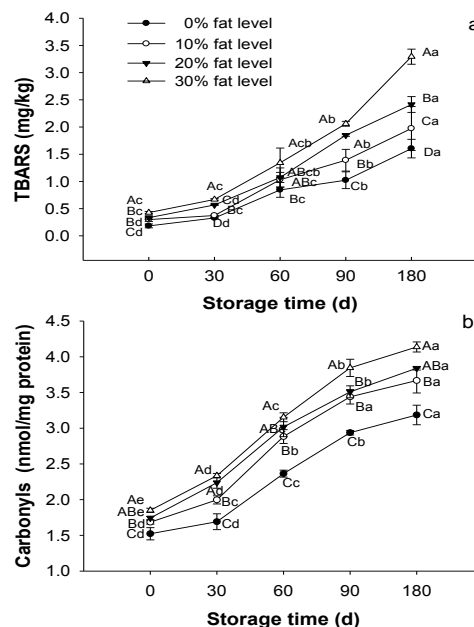 a
0% fat level
10% fat level
20% fat level
30% fat level
TBARS (mg/kg)
4.0
3.5
3.0
2.5
2.0
1.5
1.0
0.5
0.0
Ac
Bc
Bd
Cd
Ac
Cd
Bc
Dd
Acb
ABcb
ABc
Bc
Ab
Ab
Bb
Cb
Aa
Ba
Ca
Da
0 30 60 90 180
Storage time (d)
b
Carbonyls (nmol/mg protein)
4.5
4.0
3.5
3.0
2.5
2.0
1.5
1.0
Ae
ABe
Bd
Cd
Ad
Ad
Bc
Cd
Ac
Bb
Cc
Ab
Bb
Ba
Cb
Aa
ABa
Ba
Ca
0 30 60 90 180
Storage time (d)